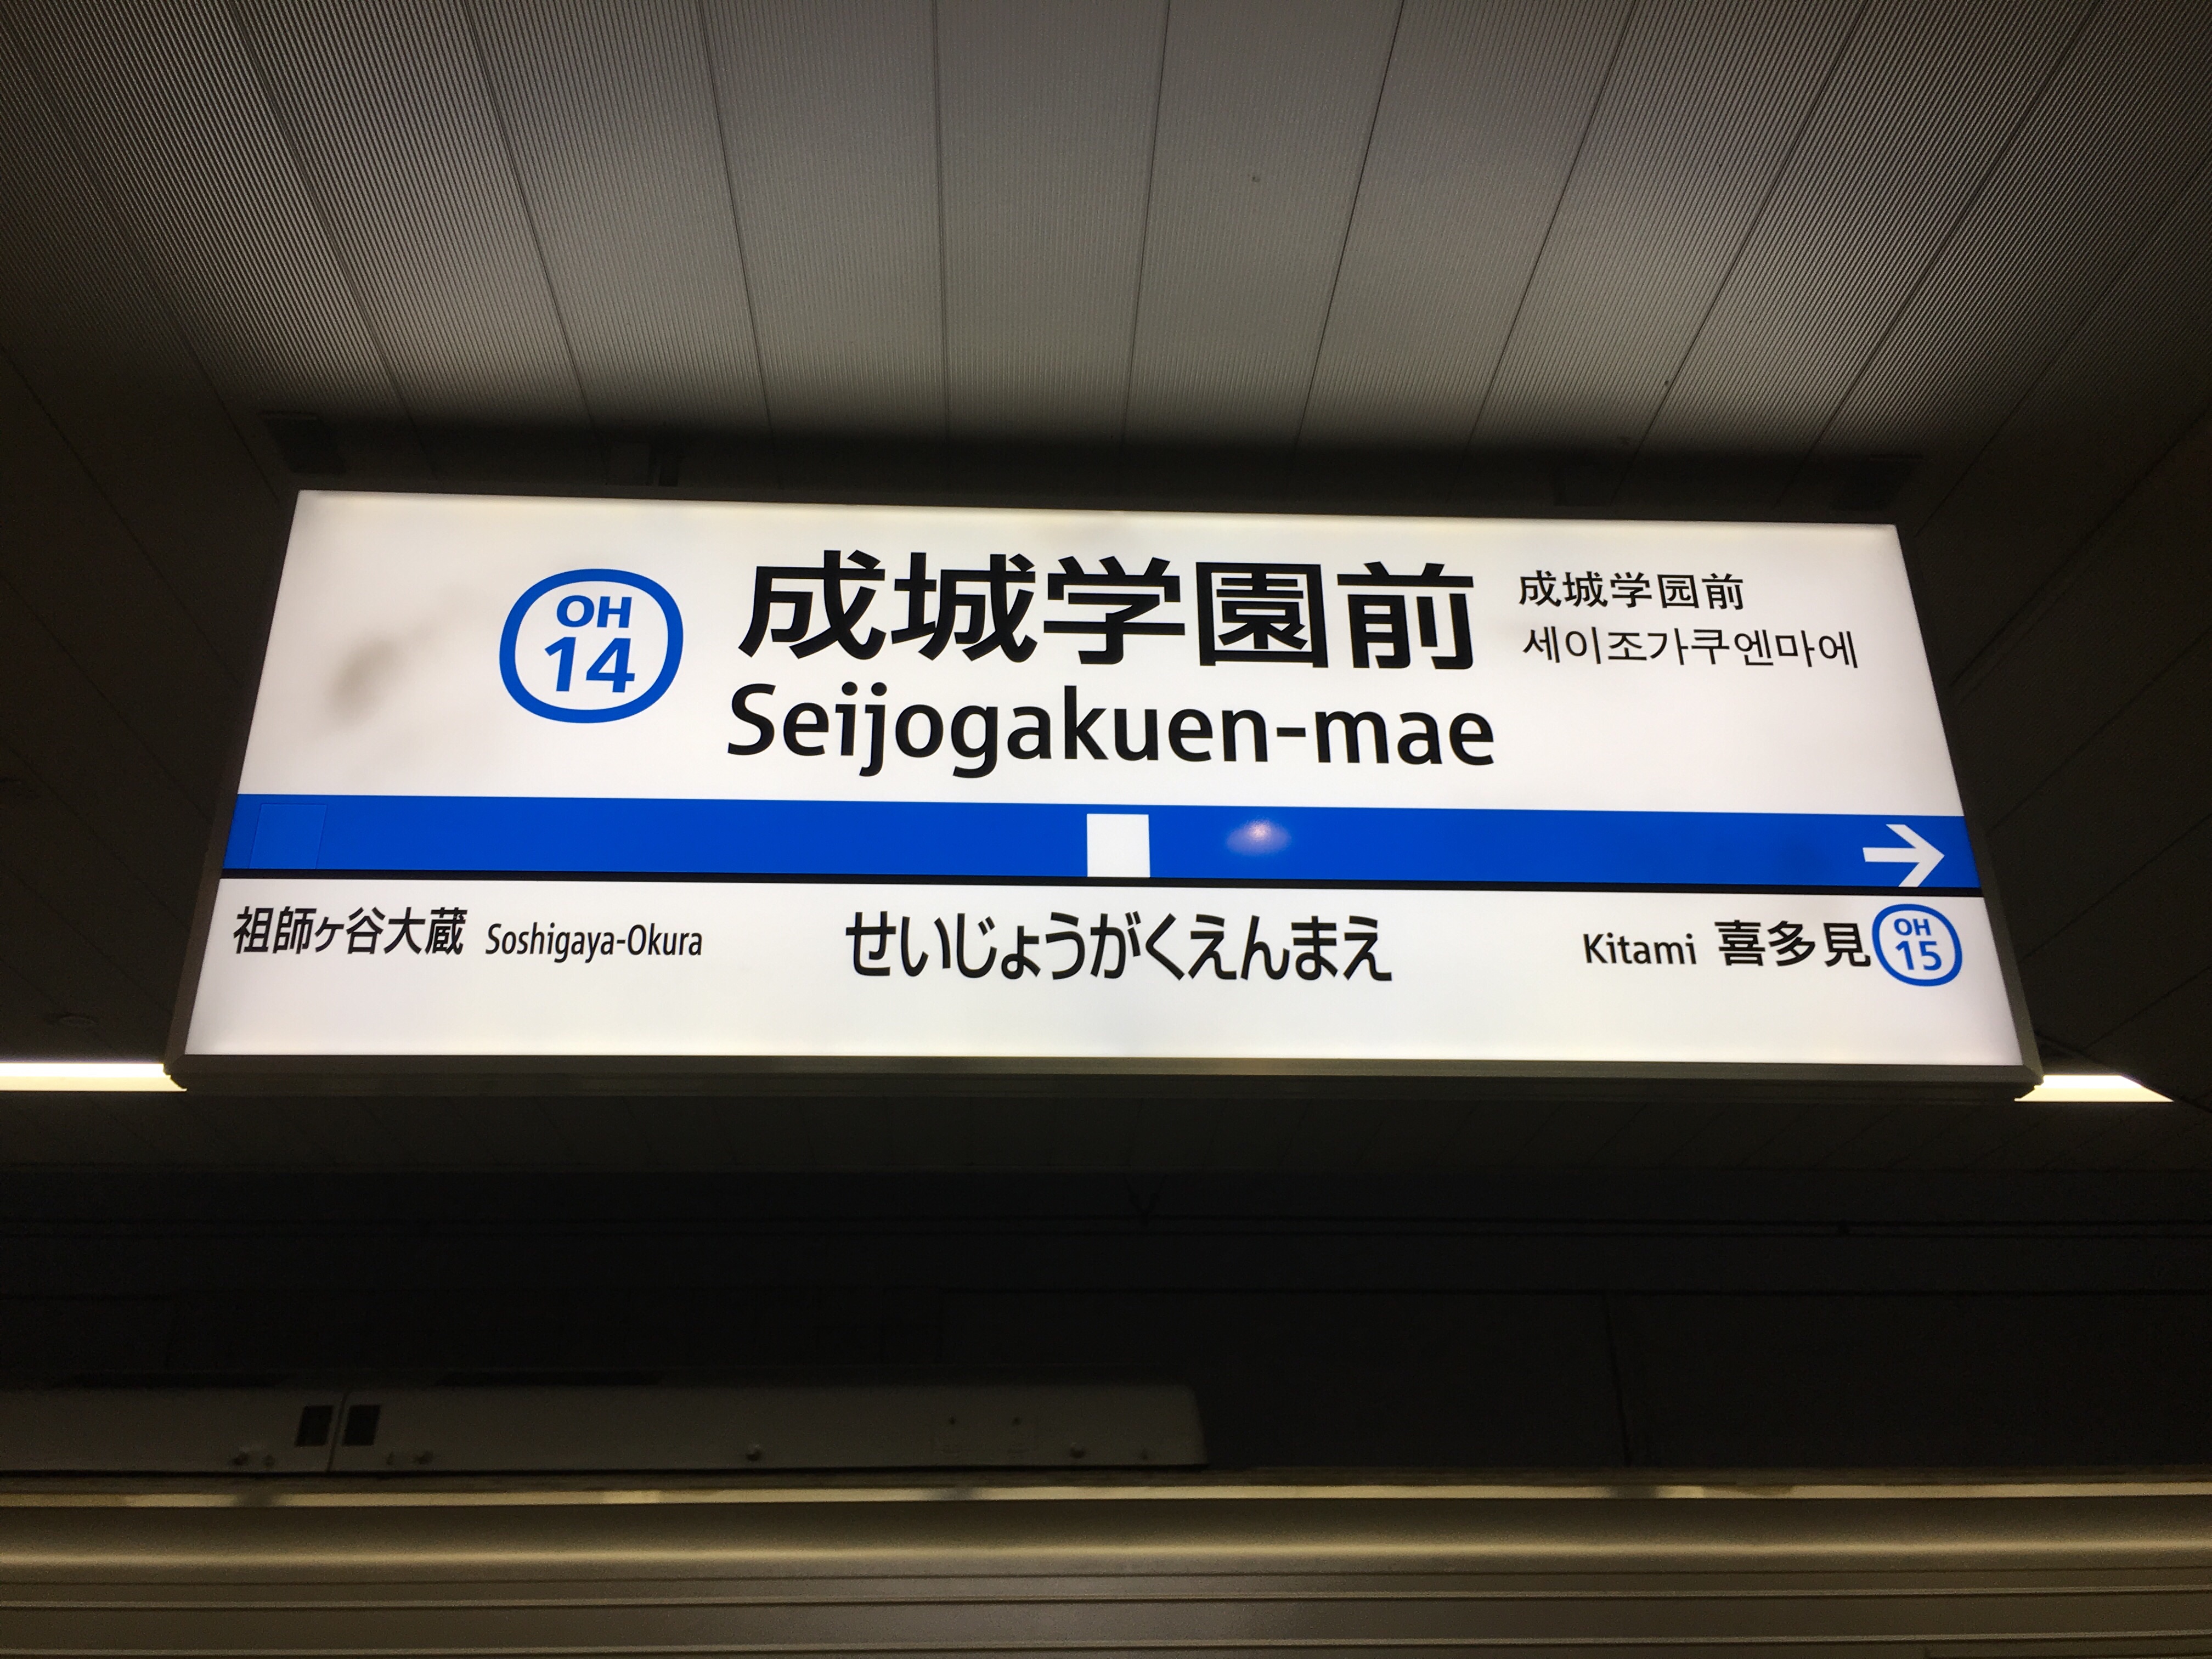 OH
14
成城学園前
成城学园前
세이조가쿠엔마에
Seijogakuen-mae
祖師ヶ谷大蔵 Soshigaya-Okura
せいじょうがくえんまえ
Kitami 喜多見
OH
15